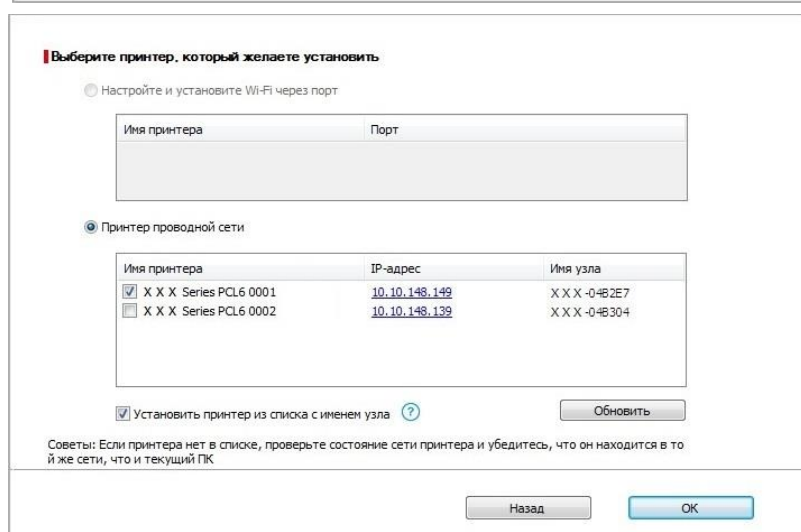 Выберите принтер, который желаете установить
Настройте и установите Wi-Fi через порт
Имя принтера Порт
Принтер проводной сети
Имя принтера IP-адрес Имя узла
X X X Series PCL6 0001 10.10.148.149 X X X -04B2E7
X X X Series PCL6 0002 10.10.148.139 X X X -04B304
Установить принтер из списка с именем узла ? Обновить
Советы: Если принтера нет в списке, проверьте состояние сети принтера и убедитесь, что он находится в то
й же сети, что и текущий ПК
Назад OK